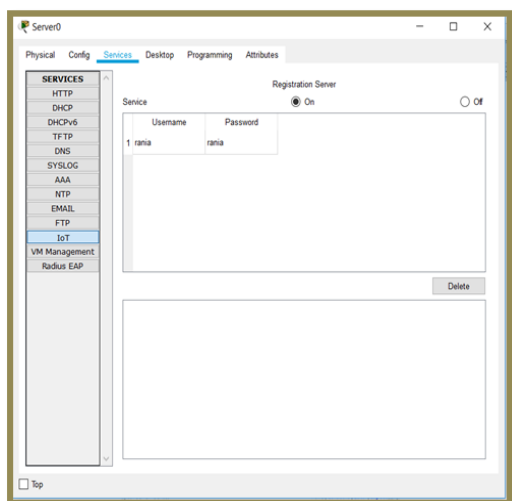 Server0
Physical Config Services Desktop Programming Attributes
SERVICES
HTTP
DHCP
DHCPv6
TFTP
DNS
SYSLOG
AAA
NTP
EMAIL
FTP
IoT
VM Management
Radius EAP
Registration Server
Service On Off
Username Password
1 rania rania
Delete
Top